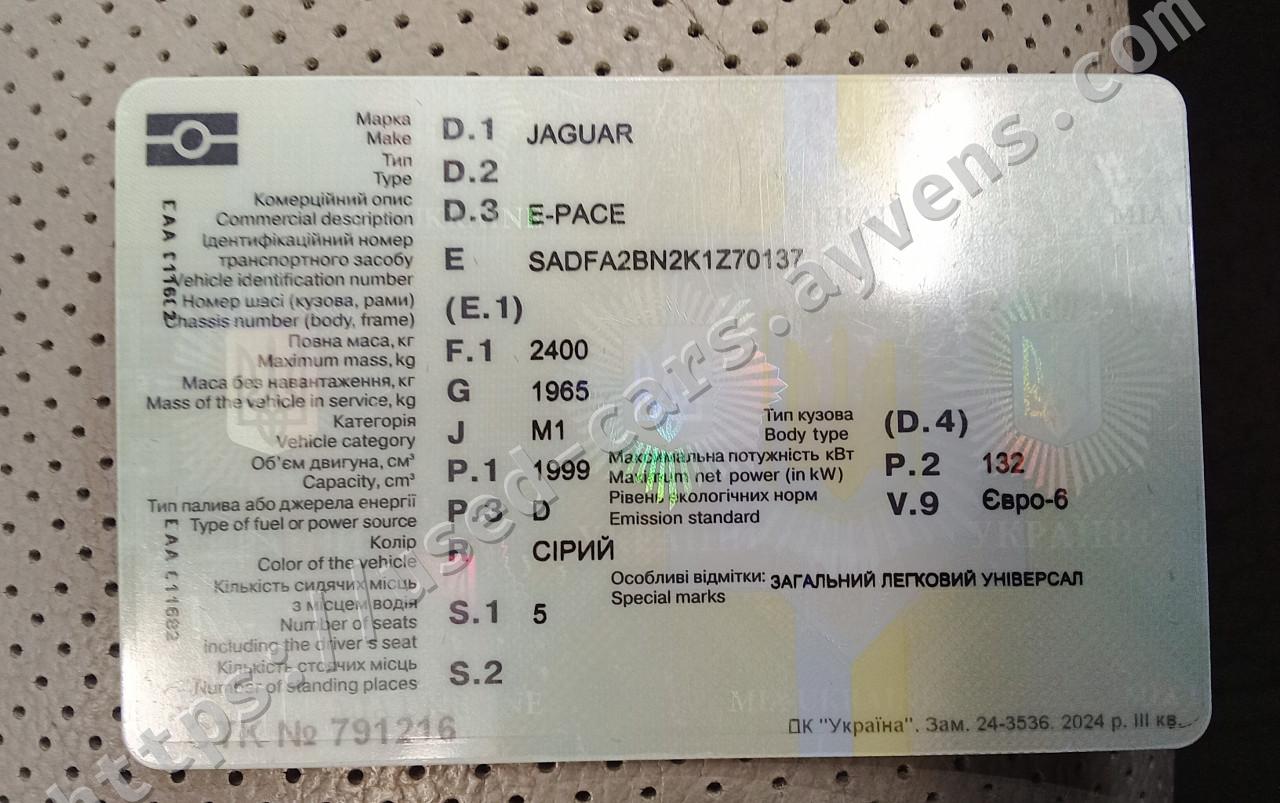 Марка
Make D.1 JAGUAR
Тип
Type D.2
Комерційний опис
Commercial description D.3 E-PACE
Ідентифікаційний номер
транспортного засобу E SADFA2BN2K1Z70137
Vehicle identification number
Номер шасі (кузова, рами) (E.1)
Chassis number (body, frame)
Повна маса, кг F.1 2400
Maximum mass, kg
Маса без навантаження, кг G 1965
Mass of the vehicle in service, kg
Категорія J M1
Vehicle category
Тип кузова (D.4)
Body type
Об'єм двигуна, см³ P.1 1999
Capacity, cm³
Максимальна потужність кВт P.2 132
Maximum net power (in kW)
Тип палива або джерела енергії P.3 D
Type of fuel or power source
Рівень екологічних норм V.9 Євро-6
Emission standard
Колір R СІРИЙ
Color of the vehicle
Особливі відмітки: ЗАГАЛЬНИЙ ЛЕГКОВИЙ УНІВЕРСАЛ
Special marks
Кількість сидячих місць
з місцем водія S.1 5
Number of seats
including the driver's seat
Кількість стоячих місць S.2
Number of standing places
№ 791216
ПК "Україна". Зам. 24-3536. 2024 р. III кв.
https://used-cars.ayvens.com